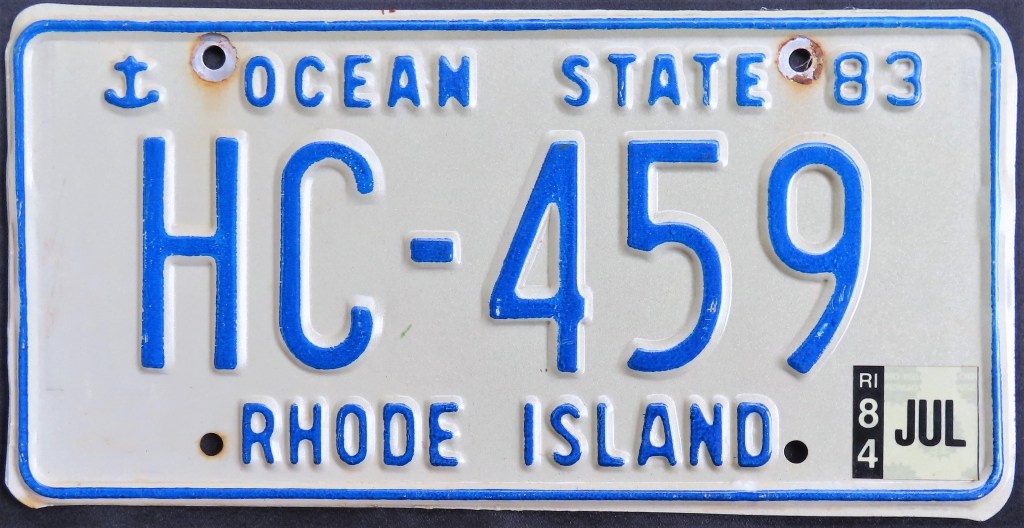 OCEAN STATE 83
HC-459
RHODE ISLAND
RI
84
JUL